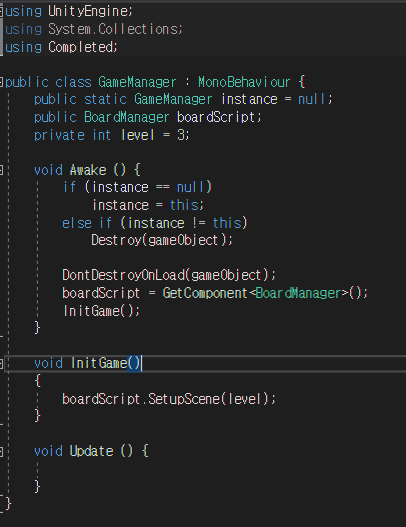 using UnityEngine;
using System.Collections;
using Completed;
public class GameManager : MonoBehaviour {
public static GameManager instance = null;
public BoardManager boardScript;
private int level = 3;
void Awake () {
if (instance == null)
instance = this;
else if (instance != this)
Destroy(gameObject);
DontDestroyOnLoad(gameObject);
boardScript = GetComponent<BoardManager>();
InitGame();
}
void InitGame()
{
boardScript.SetupScene(level);
}
void Update () {
}
}